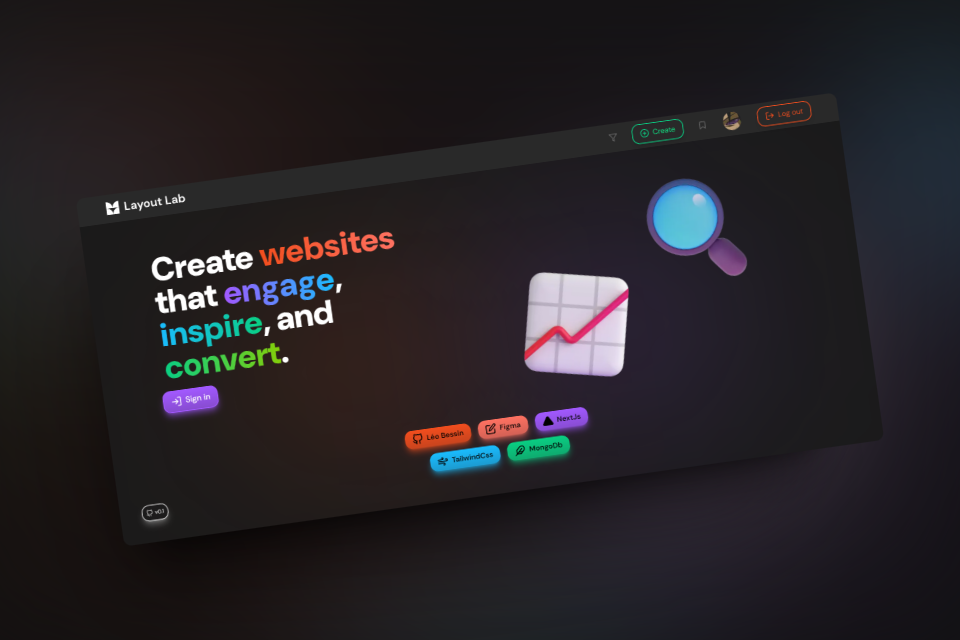 Layout Lab
Create
Log out
Create websites
that engage,
inspire, and
convert.
Sign in
Léo Bessin
Figma
NextJs
TailwindCss
MongoDb
v0.1